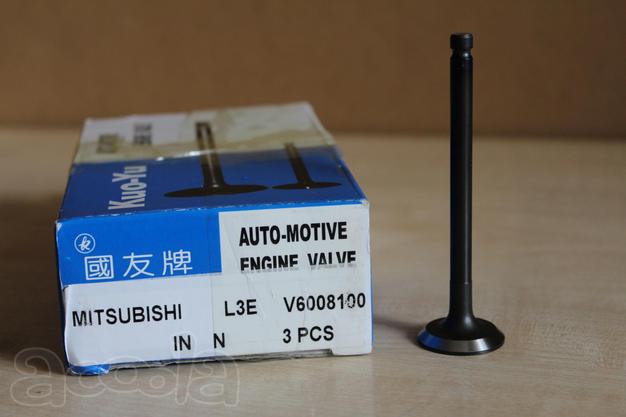 Kuo-Yu
國友牌
AUTO-MOTIVE
ENGINE VALVE
MITSUBISHI L3E V6008100
IN N 3 PCS